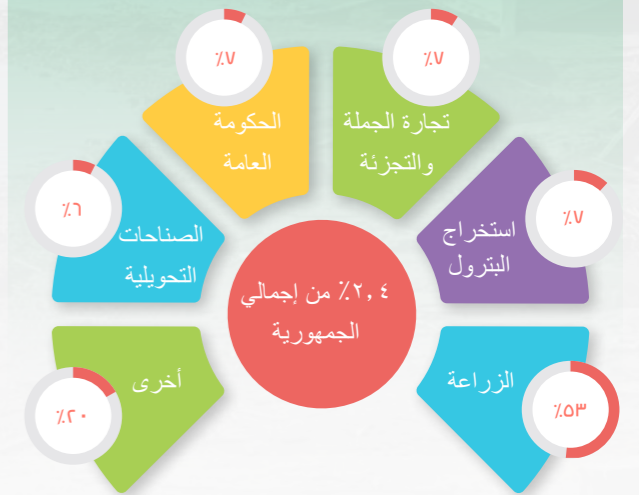 ٪٧
٪٧
تجارة الجملة
والتجزئة
الحكومة
العامة
٪٧
استخراج
البترول
٪٦
الصناحات
التحويلية
٢,٤٪ من إجمالي
الجمهورية
الزراعة
٪٥٣
أخرى
٪٢٠